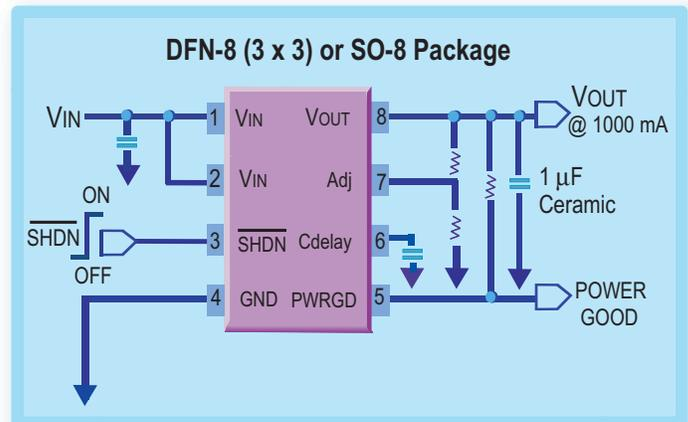 DFN-8 (3 x 3) or SO-8 Package
VIN
1
VIN
VOUT
8
VOUT
@ 1000 mA
2
VIN
Adj
7
1 µF
Ceramic
ON
SHDN
OFF
3
SHDN
Cdelay
6
4
GND
PWRGD
5
POWER
GOOD